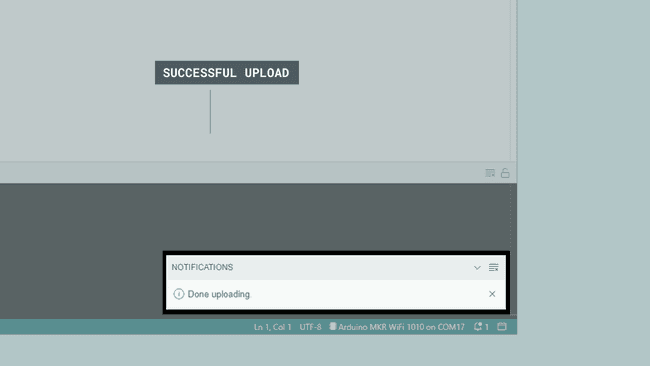 SUCCESSFUL UPLOAD
NOTIFICATIONS
Done uploading.
Ln 1, Col 1 UTF-8 Arduino MKR WiFi 1010 on COM17 1